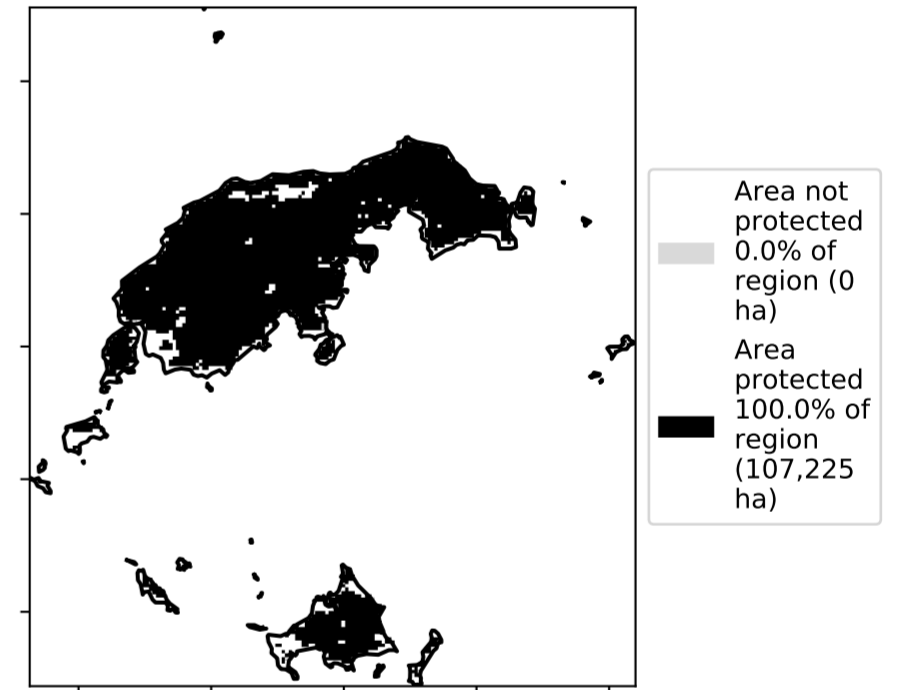 Area not
protected
0.0% of
region (0
ha)
Area
protected
100.0% of
region
(107,225
ha)